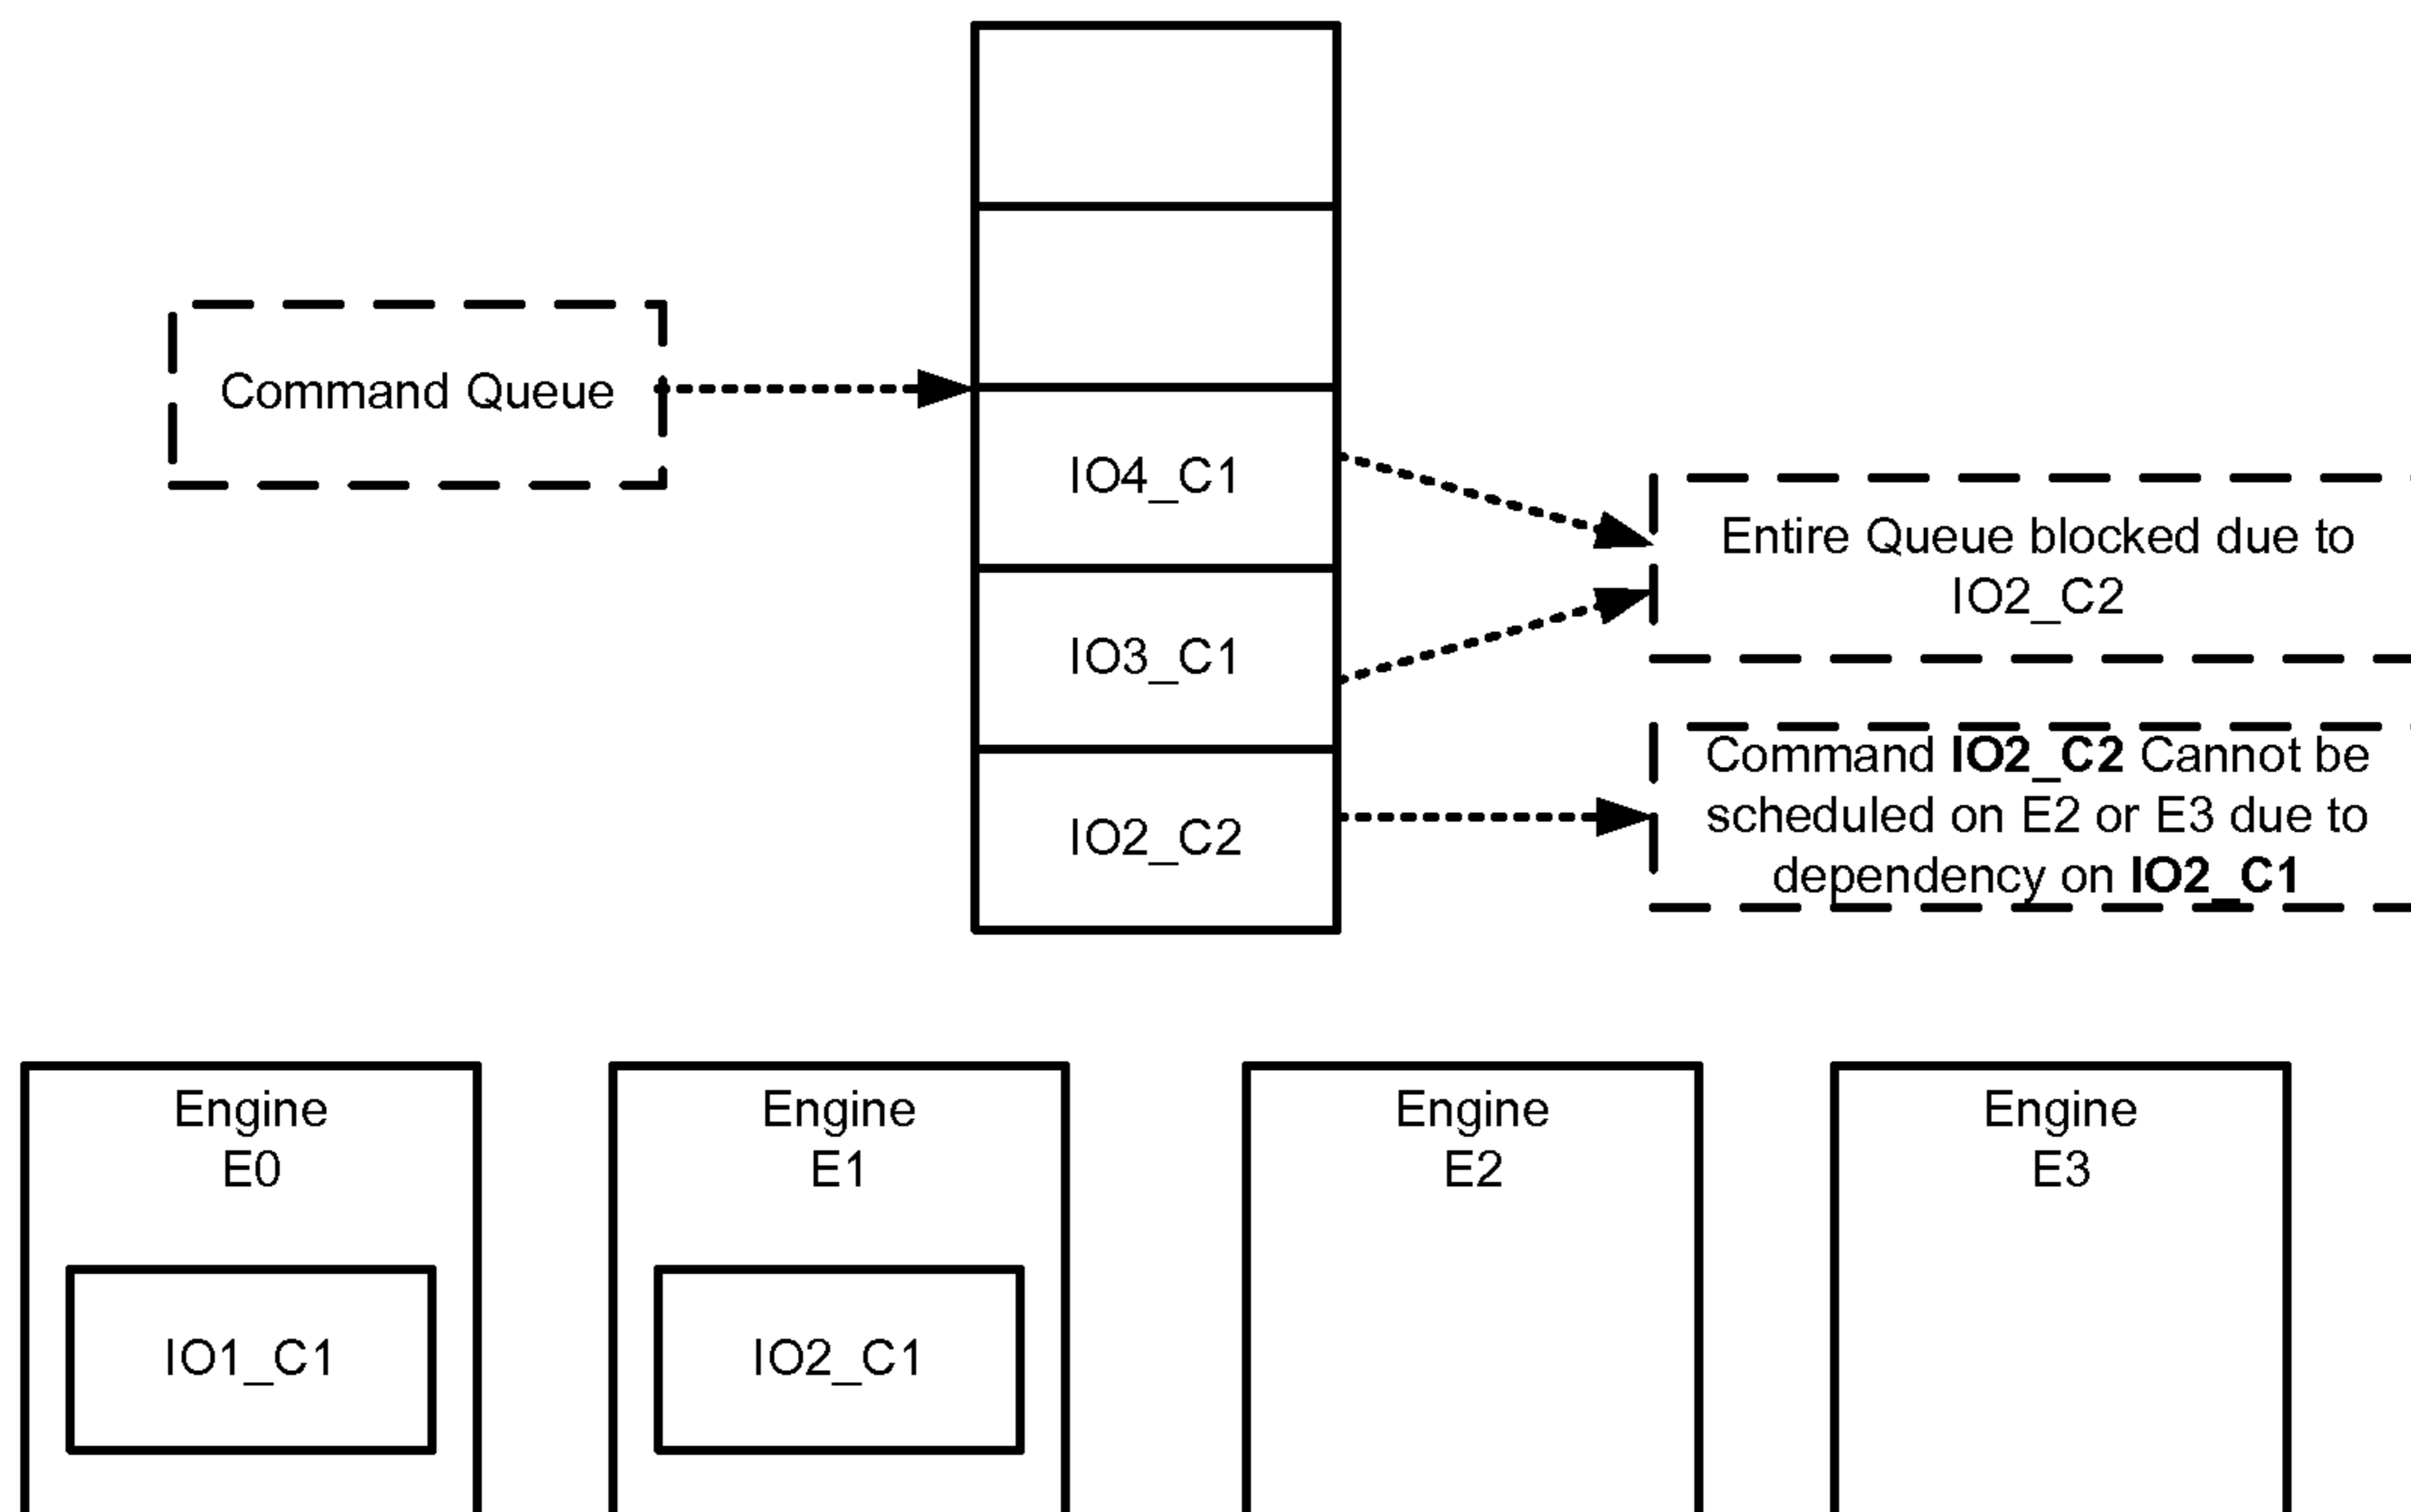 Command Queue
IO4_C1
Entire Queue blocked due to
IO2_C2
IO3_C1
Command IO2_C2 Cannot be
scheduled on E2 or E3 due to
dependency on IO2_C1
IO2_C2
Engine
E0
IO1_C1
Engine
E1
IO2_C1
Engine
E2
Engine
E3